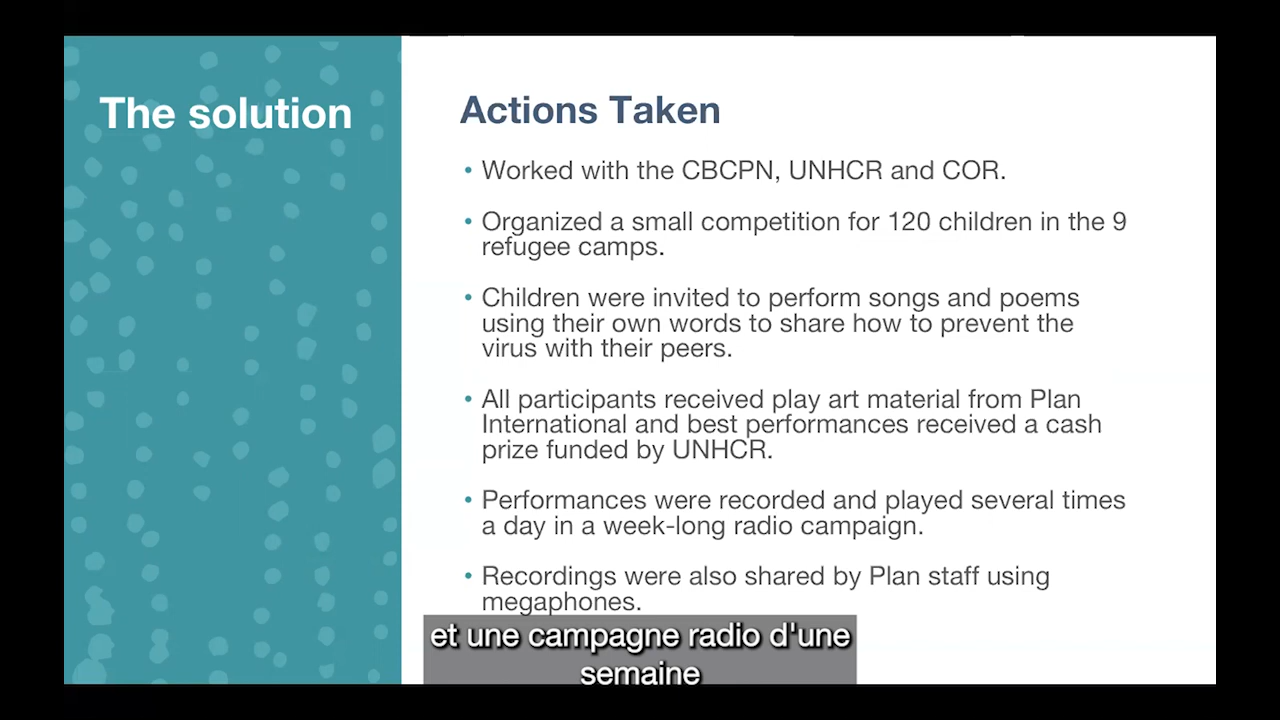 The solution
Actions Taken
• Worked with the CBCPN, UNHCR and COR.
• Organized a small competition for 120 children in the 9
refugee camps.
• Children were invited to perform songs and poems
using their own words to share how to prevent the
virus with their peers.
• All participants received play art material from Plan
International and best performances received a cash
prize funded by UNHCR.
• Performances were recorded and played several times
a day in a week-long radio campaign.
• Recordings were also shared by Plan staff using
megaphones.
et une campagne radio d'une
semaine